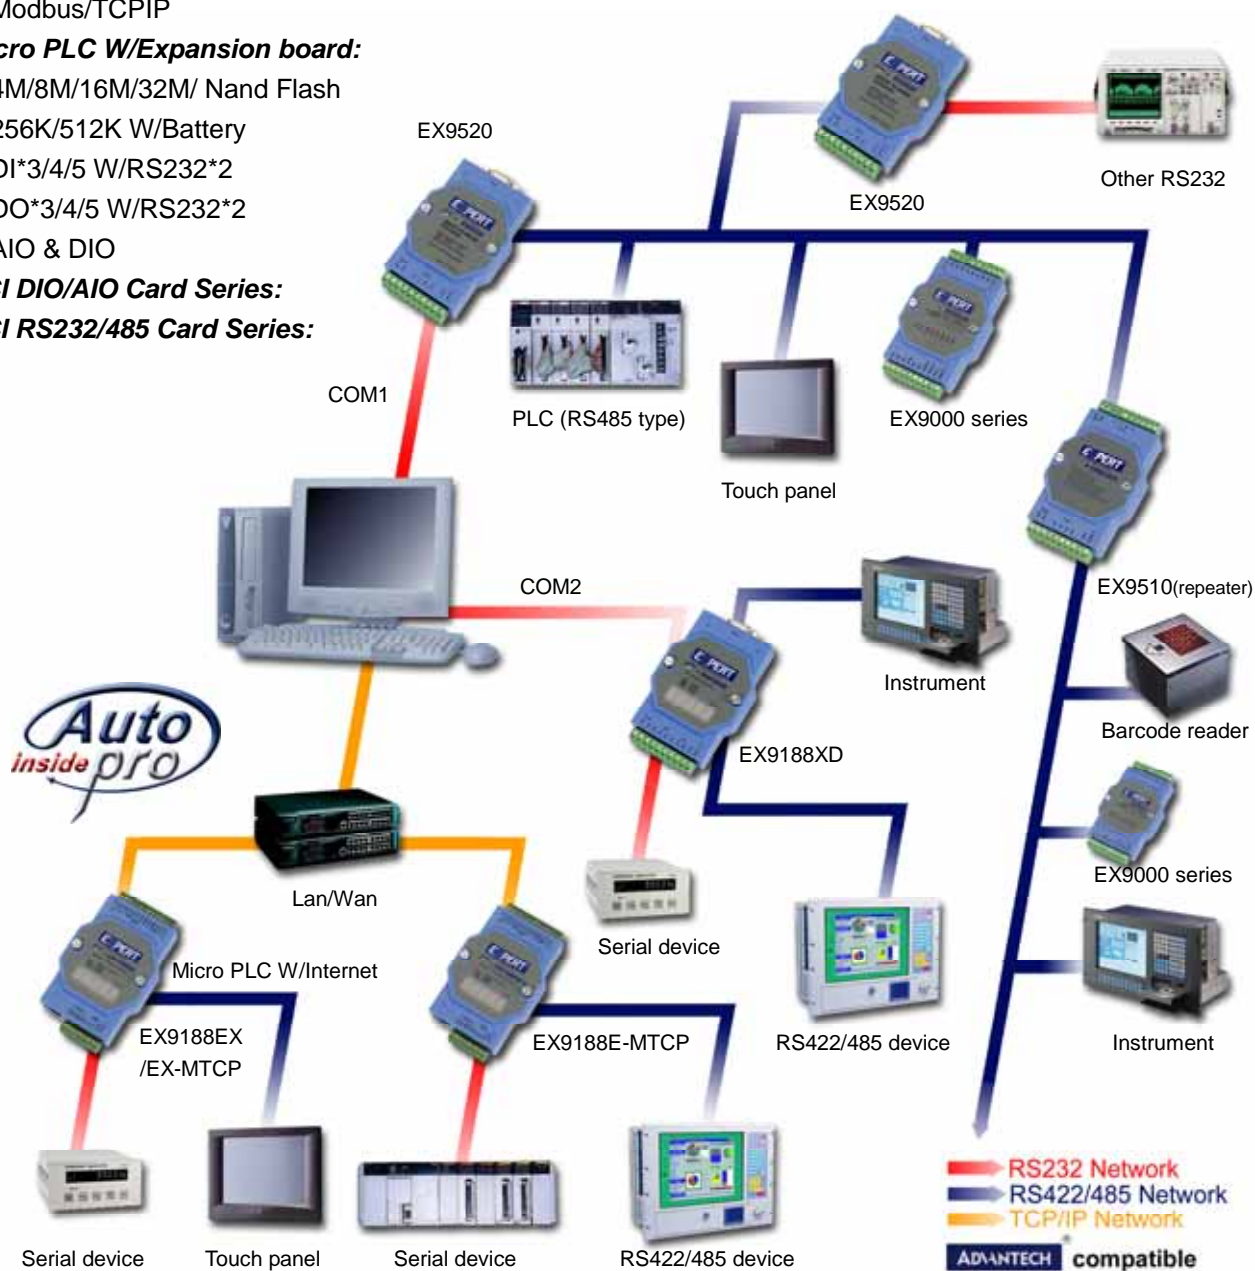 Modbus/TCPIP
cro PLC W/Expansion board:
4M/8M/16M/32M/ Nand Flash
256K/512K W/Battery
DI*3/4/5 W/RS232*2
DO*3/4/5 W/RS232*2
AIO & DIO
CI DIO/AIO Card Series:
CI RS232/485 Card Series:
EX9520
EX9520
Other RS232
COM1
PLC (RS485 type)
EX9000 series
Touch panel
COM2
EX9510(repeater)
Instrument
Barcode reader
EX9188XD
Auto
inside pro
Lan/Wan
EX9000 series
Serial device
Micro PLC W/Internet
EX9188EX
/EX-MTCP
EX9188E-MTCP
RS422/485 device
Instrument
RS232 Network
RS422/485 Network
TCP/IP Network
ADVANTECH® compatible
Serial device
Touch panel
Serial device
RS422/485 device